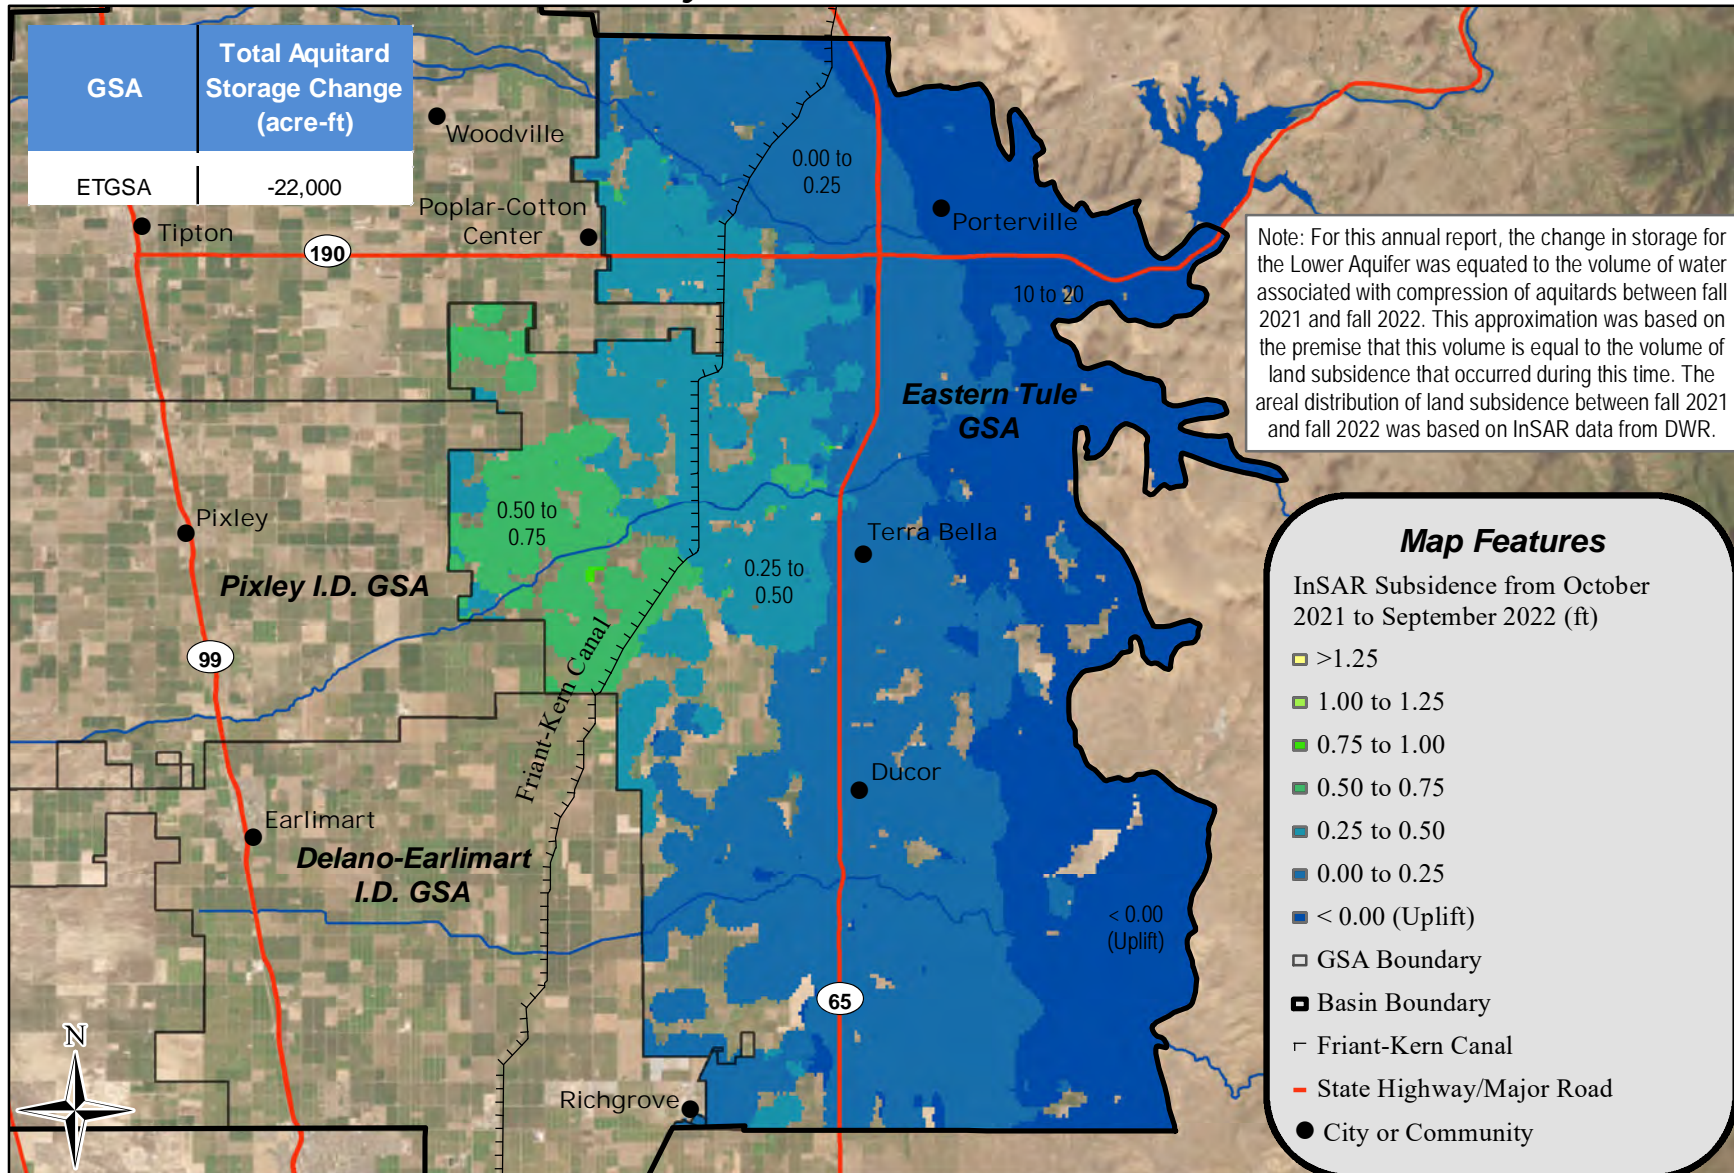 GSA
Total Aquitard
Storage Change
(acre-ft)
ETGSA
-22,000
Woodville
Tipton
Poplar-Cotton
Center
190
0.00 to
0.25
Porterville
10 to 20
Note: For this annual report, the change in storage for
the Lower Aquifer was equated to the volume of water
associated with compression of aquitards between fall
2021 and fall 2022. This approximation was based on
the premise that this volume is equal to the volume of
land subsidence that occurred during this time. The
areal distribution of land subsidence between fall 2021
and fall 2022 was based on InSAR data from DWR.
Eastern Tule
GSA
0.50 to
0.75
Pixley
Terra Bella
0.25 to
0.50
Pixley I.D. GSA
99
Friant-Kern Canal
Ducor
Earlimart
Delano-Earlimart
I.D. GSA
< 0.00
(Uplift)
65
Richgrove
N
Map Features
InSAR Subsidence from October
2021 to September 2022 (ft)
>1.25
1.00 to 1.25
0.75 to 1.00
0.50 to 0.75
0.25 to 0.50
0.00 to 0.25
< 0.00 (Uplift)
GSA Boundary
Basin Boundary
Friant-Kern Canal
State Highway/Major Road
City or Community